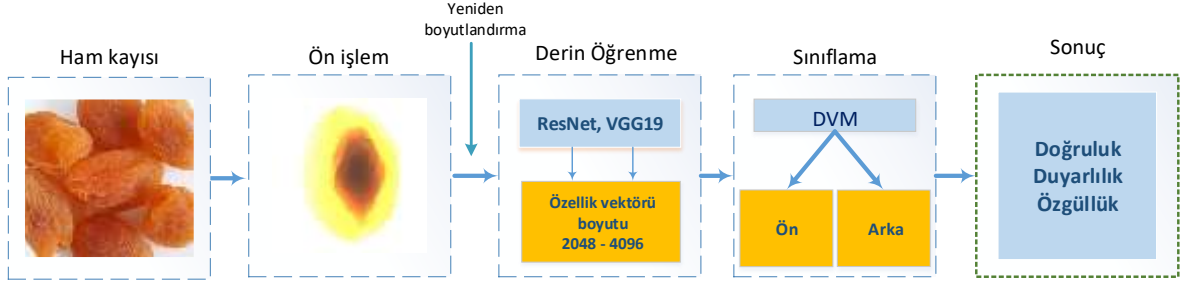 Yeniden
boyutlandırma
Ham kayısı
Ön işlem
Derin Öğrenme
Sınıflama
Sonuç
ResNet, VGG19
Özellik vektörü
boyutu
2048 - 4096
DVM
Ön
Arka
Doğruluk
Duyarlılık
Özgüllük